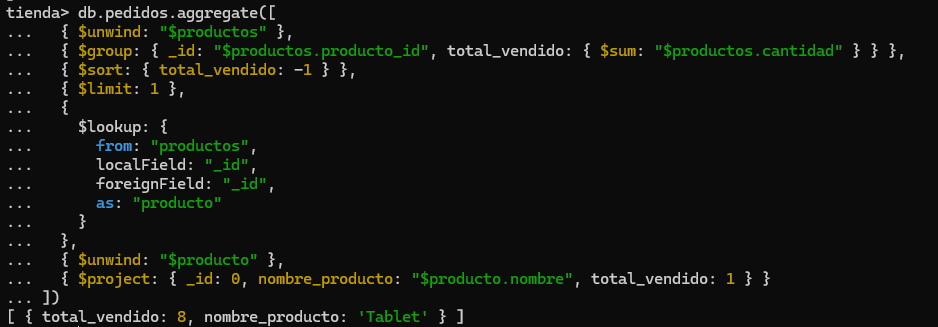 tienda> db.pedidos.aggregate([
...   { $unwind: "$productos" },
...   { $group: { _id: "$productos.producto_id", total_vendido: { $sum: "$productos.cantidad" } } },
...   { $sort: { total_vendido: -1 } },
...   { $limit: 1 },
...   {
...     $lookup: {
...       from: "productos",
...       localField: "_id",
...       foreignField: "_id",
...       as: "producto"
...     }
...   },
...   { $unwind: "$producto" },
...   { $project: { _id: 0, nombre_producto: "$producto.nombre", total_vendido: 1 } }
... ])
[ { total_vendido: 8, nombre_producto: 'Tablet' } ]